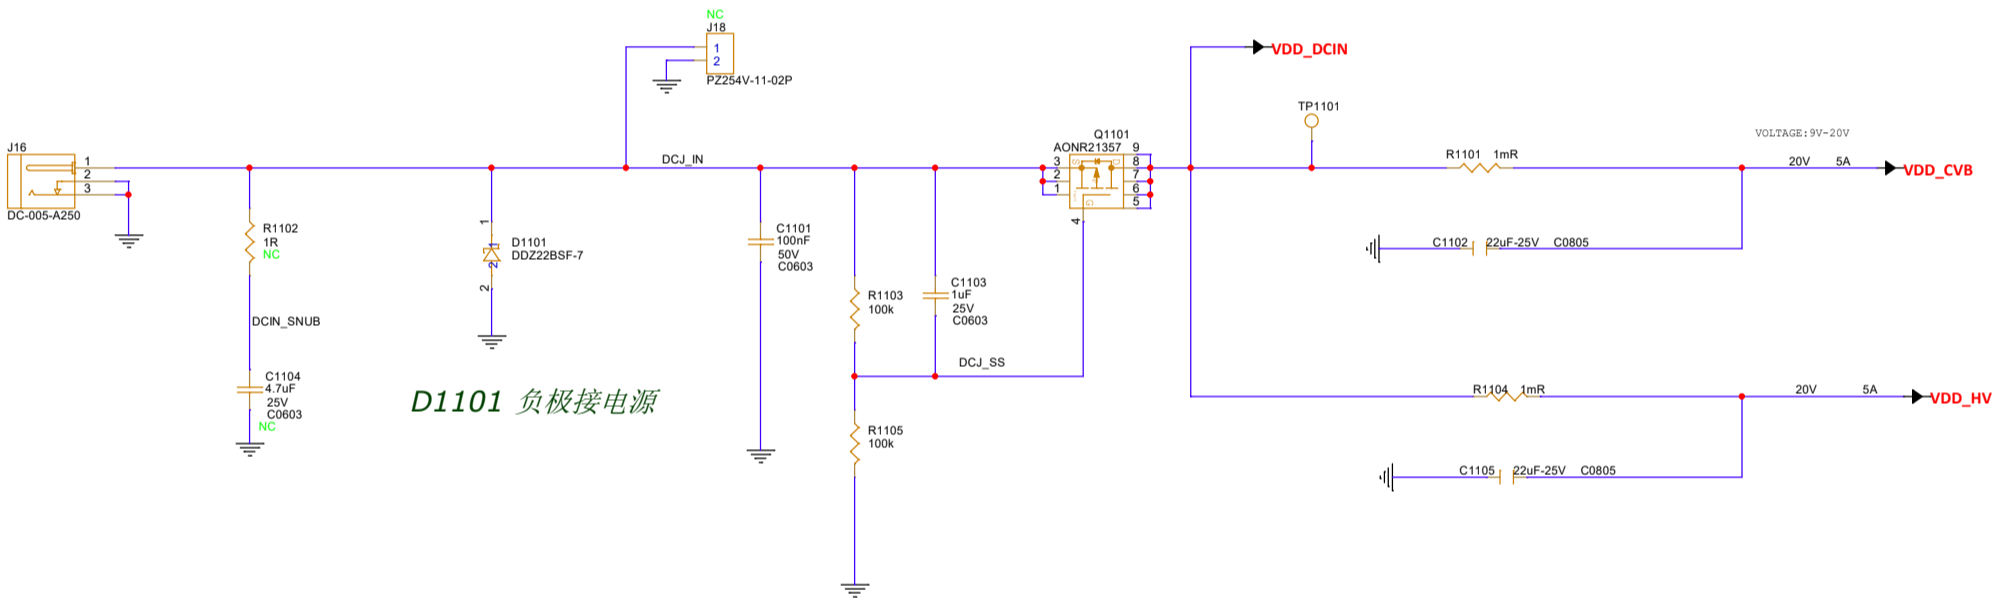 NC
J18
1
2
PZ254V-11-02P
VDD_DCIN
TP1101
VOLTAGE:9V-20V
J16
1
2
3
DC-005-A250
DCJ_IN
Q1101
AONR21357
3
2
1
9
8
7
6
5
4
S
D
G
R1101 1mR
20V 5A
VDD_CVB
R1102
1R
NC
D1101
DDZ22BSF-7
1
2
1
2
C1101
100nF
50V
C0603
C1102 22uF-25V C0805
R1103
100k
C1103
1uF
25V
C0603
DCIN_SNUB
DCJ_SS
C1104
4.7uF
25V
C0603
NC
D1101 负极接电源
R1104 1mR
20V 5A
VDD_HV
R1105
100k
C1105 22uF-25V C0805